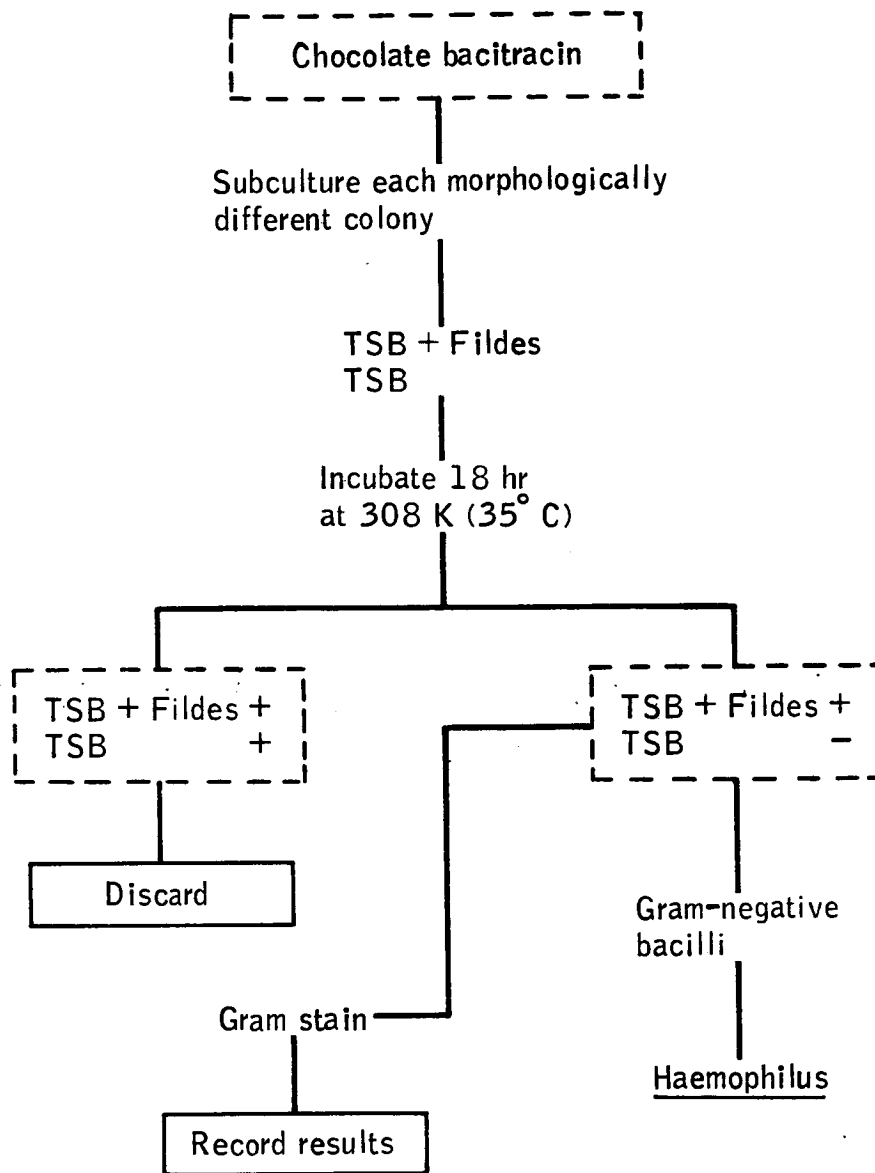 Chocolate bacitracin
Subculture each morphologically
different colony
TSB + Fildes
TSB
Incubate 18 hr
at 308 K (35° C)
TSB + Fildes +
TSB +
TSB + Fildes +
TSB −
Discard
Gram-negative
bacilli
Gram stain
Haemophilus
Record results